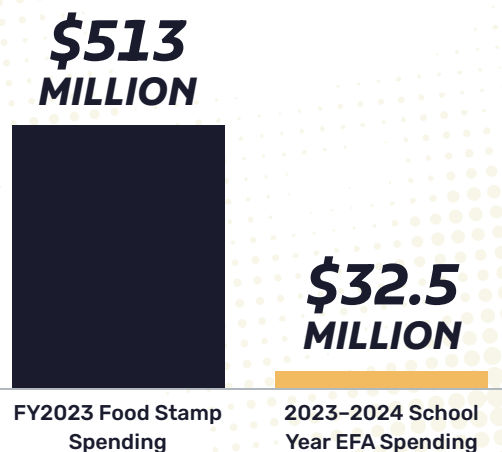 $513
MILLION
$32.5
MILLION
FY2023 Food Stamp
Spending
2023–2024 School
Year EFA Spending